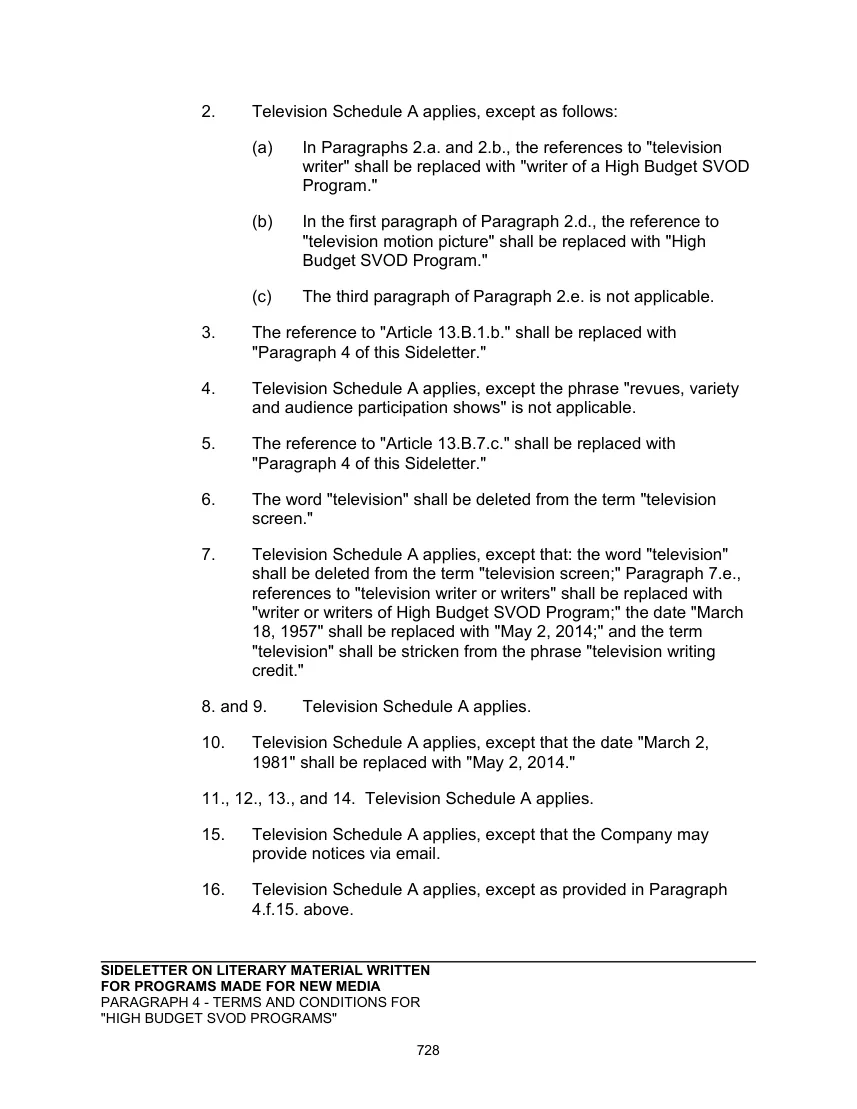 2. Television Schedule A applies, except as follows:
(a) In Paragraphs 2.a. and 2.b., the references to "television
writer" shall be replaced with "writer of a High Budget SVOD
Program."
(b) In the first paragraph of Paragraph 2.d., the reference to
"television motion picture" shall be replaced with "High
Budget SVOD Program."
(c) The third paragraph of Paragraph 2.e. is not applicable.
3. The reference to "Article 13.B.1.b." shall be replaced with
"Paragraph 4 of this Sideletter."
4. Television Schedule A applies, except the phrase "revues, variety
and audience participation shows" is not applicable.
5. The reference to "Article 13.B.7.c." shall be replaced with
"Paragraph 4 of this Sideletter."
6. The word "television" shall be deleted from the term "television
screen."
7. Television Schedule A applies, except that: the word "television"
shall be deleted from the term "television screen;" Paragraph 7.e.,
references to "television writer or writers" shall be replaced with
"writer or writers of High Budget SVOD Program;" the date "March
18, 1957" shall be replaced with "May 2, 2014;" and the term
"television" shall be stricken from the phrase "television writing
credit."
8. and 9. Television Schedule A applies.
10. Television Schedule A applies, except that the date "March 2,
1981" shall be replaced with "May 2, 2014."
11., 12., 13., and 14. Television Schedule A applies.
15. Television Schedule A applies, except that the Company may
provide notices via email.
16. Television Schedule A applies, except as provided in Paragraph
4.f.15. above.
SIDELETTER ON LITERARY MATERIAL WRITTEN
FOR PROGRAMS MADE FOR NEW MEDIA
PARAGRAPH 4 - TERMS AND CONDITIONS FOR
"HIGH BUDGET SVOD PROGRAMS"
728